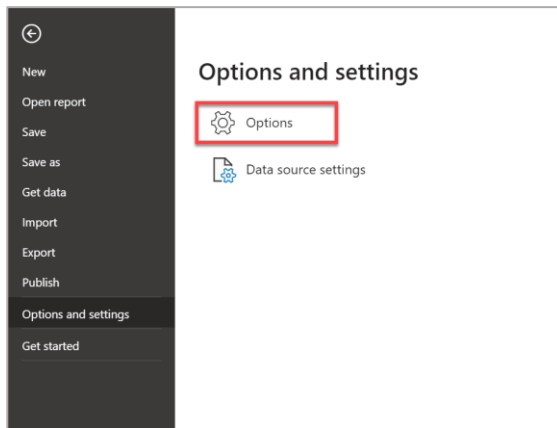 New
Open report
Save
Save as
Get data
Import
Export
Publish
Options and settings
Get started
Options and settings
Options
Data source settings